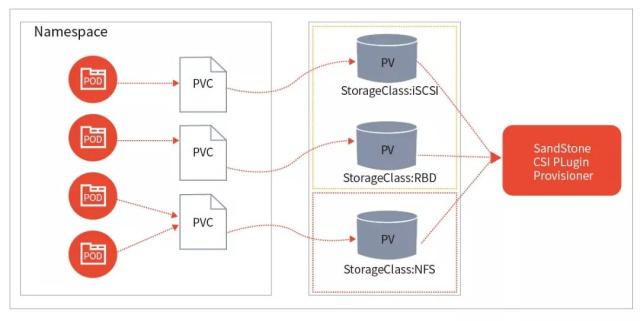 Namespace
POD
PVC
PV
StorageClass:iSCSI
POD
PVC
PV
StorageClass:RBD
SandStone
CSI PLugin
Provisioner
POD
PVC
POD
PV
StorageClass:NFS